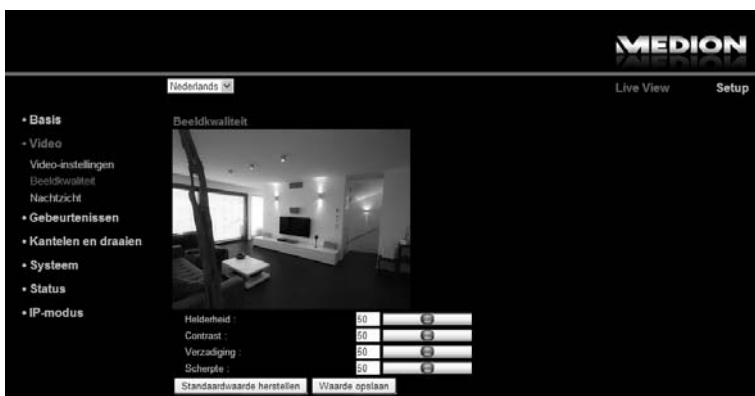 MEDION
Nederlands
Live View Setup
• Basis
• Video
Video-instellingen
Beeldkwaliteit
Nachtzicht
• Gebeurtenissen
• Kantelen en draaien
• Systeem
• Status
• IP-modus
Beeldkwaliteit
Helderheid : 50
Contrast : 50
Verzadiging : 50
Scherpte : 50
Standaardwaarde herstellen Waarde opslaan